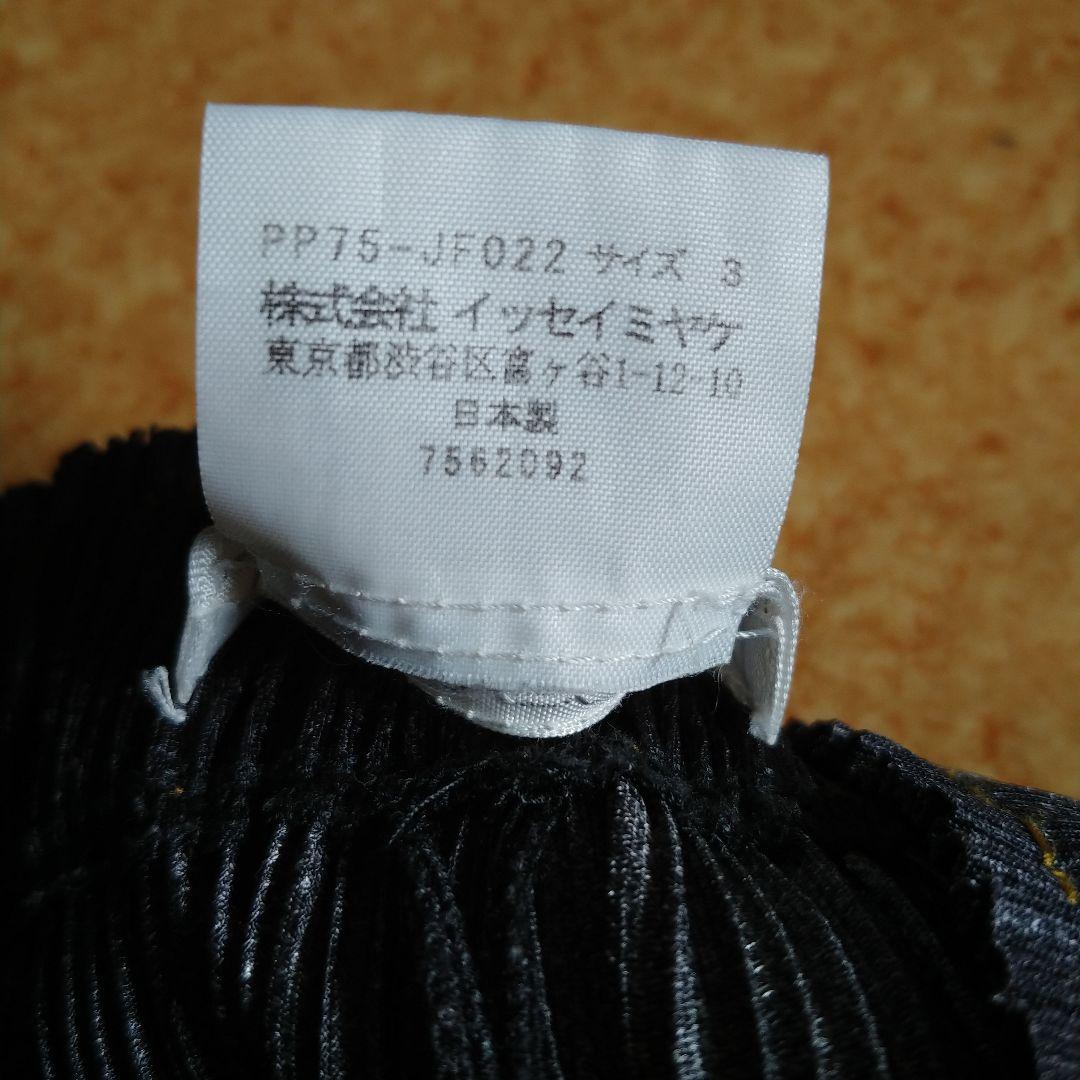 PP75-JF022 サイズ 3
株式会社 イッセイミヤケ
東京都渋谷区富ヶ谷1-12-10
日本製
7562092